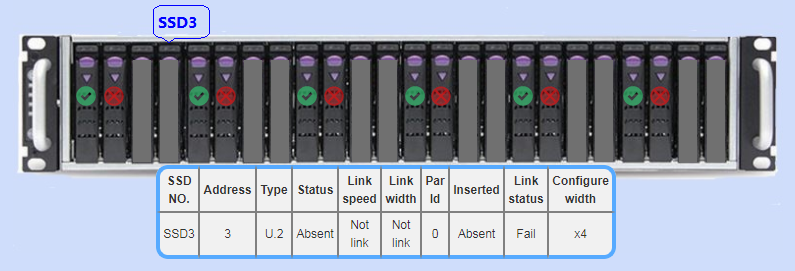 SSD3
SSD NO. Address Type Status Link speed Link width Par Id Inserted Link status Configure width
SSD3 3 U.2 Absent Not link Not link 0 Absent Fail x4